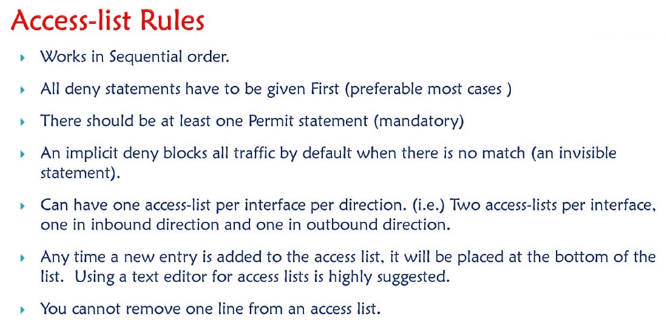 Access-list Rules
Works in Sequential order.
All deny statements have to be given First (preferable most cases )
There should be at least one Permit statement (mandatory)
An implicit deny blocks all traffic by default when there is no match (an invisible
statement).
Can have one access-list per interface per direction. (i.e.) Two access-lists per interface,
one in inbound direction and one in outbound direction.
Any time a new entry is added to the access list, it will be placed at the bottom of the
list. Using a text editor for access lists is highly suggested.
You cannot remove one line from an access list.